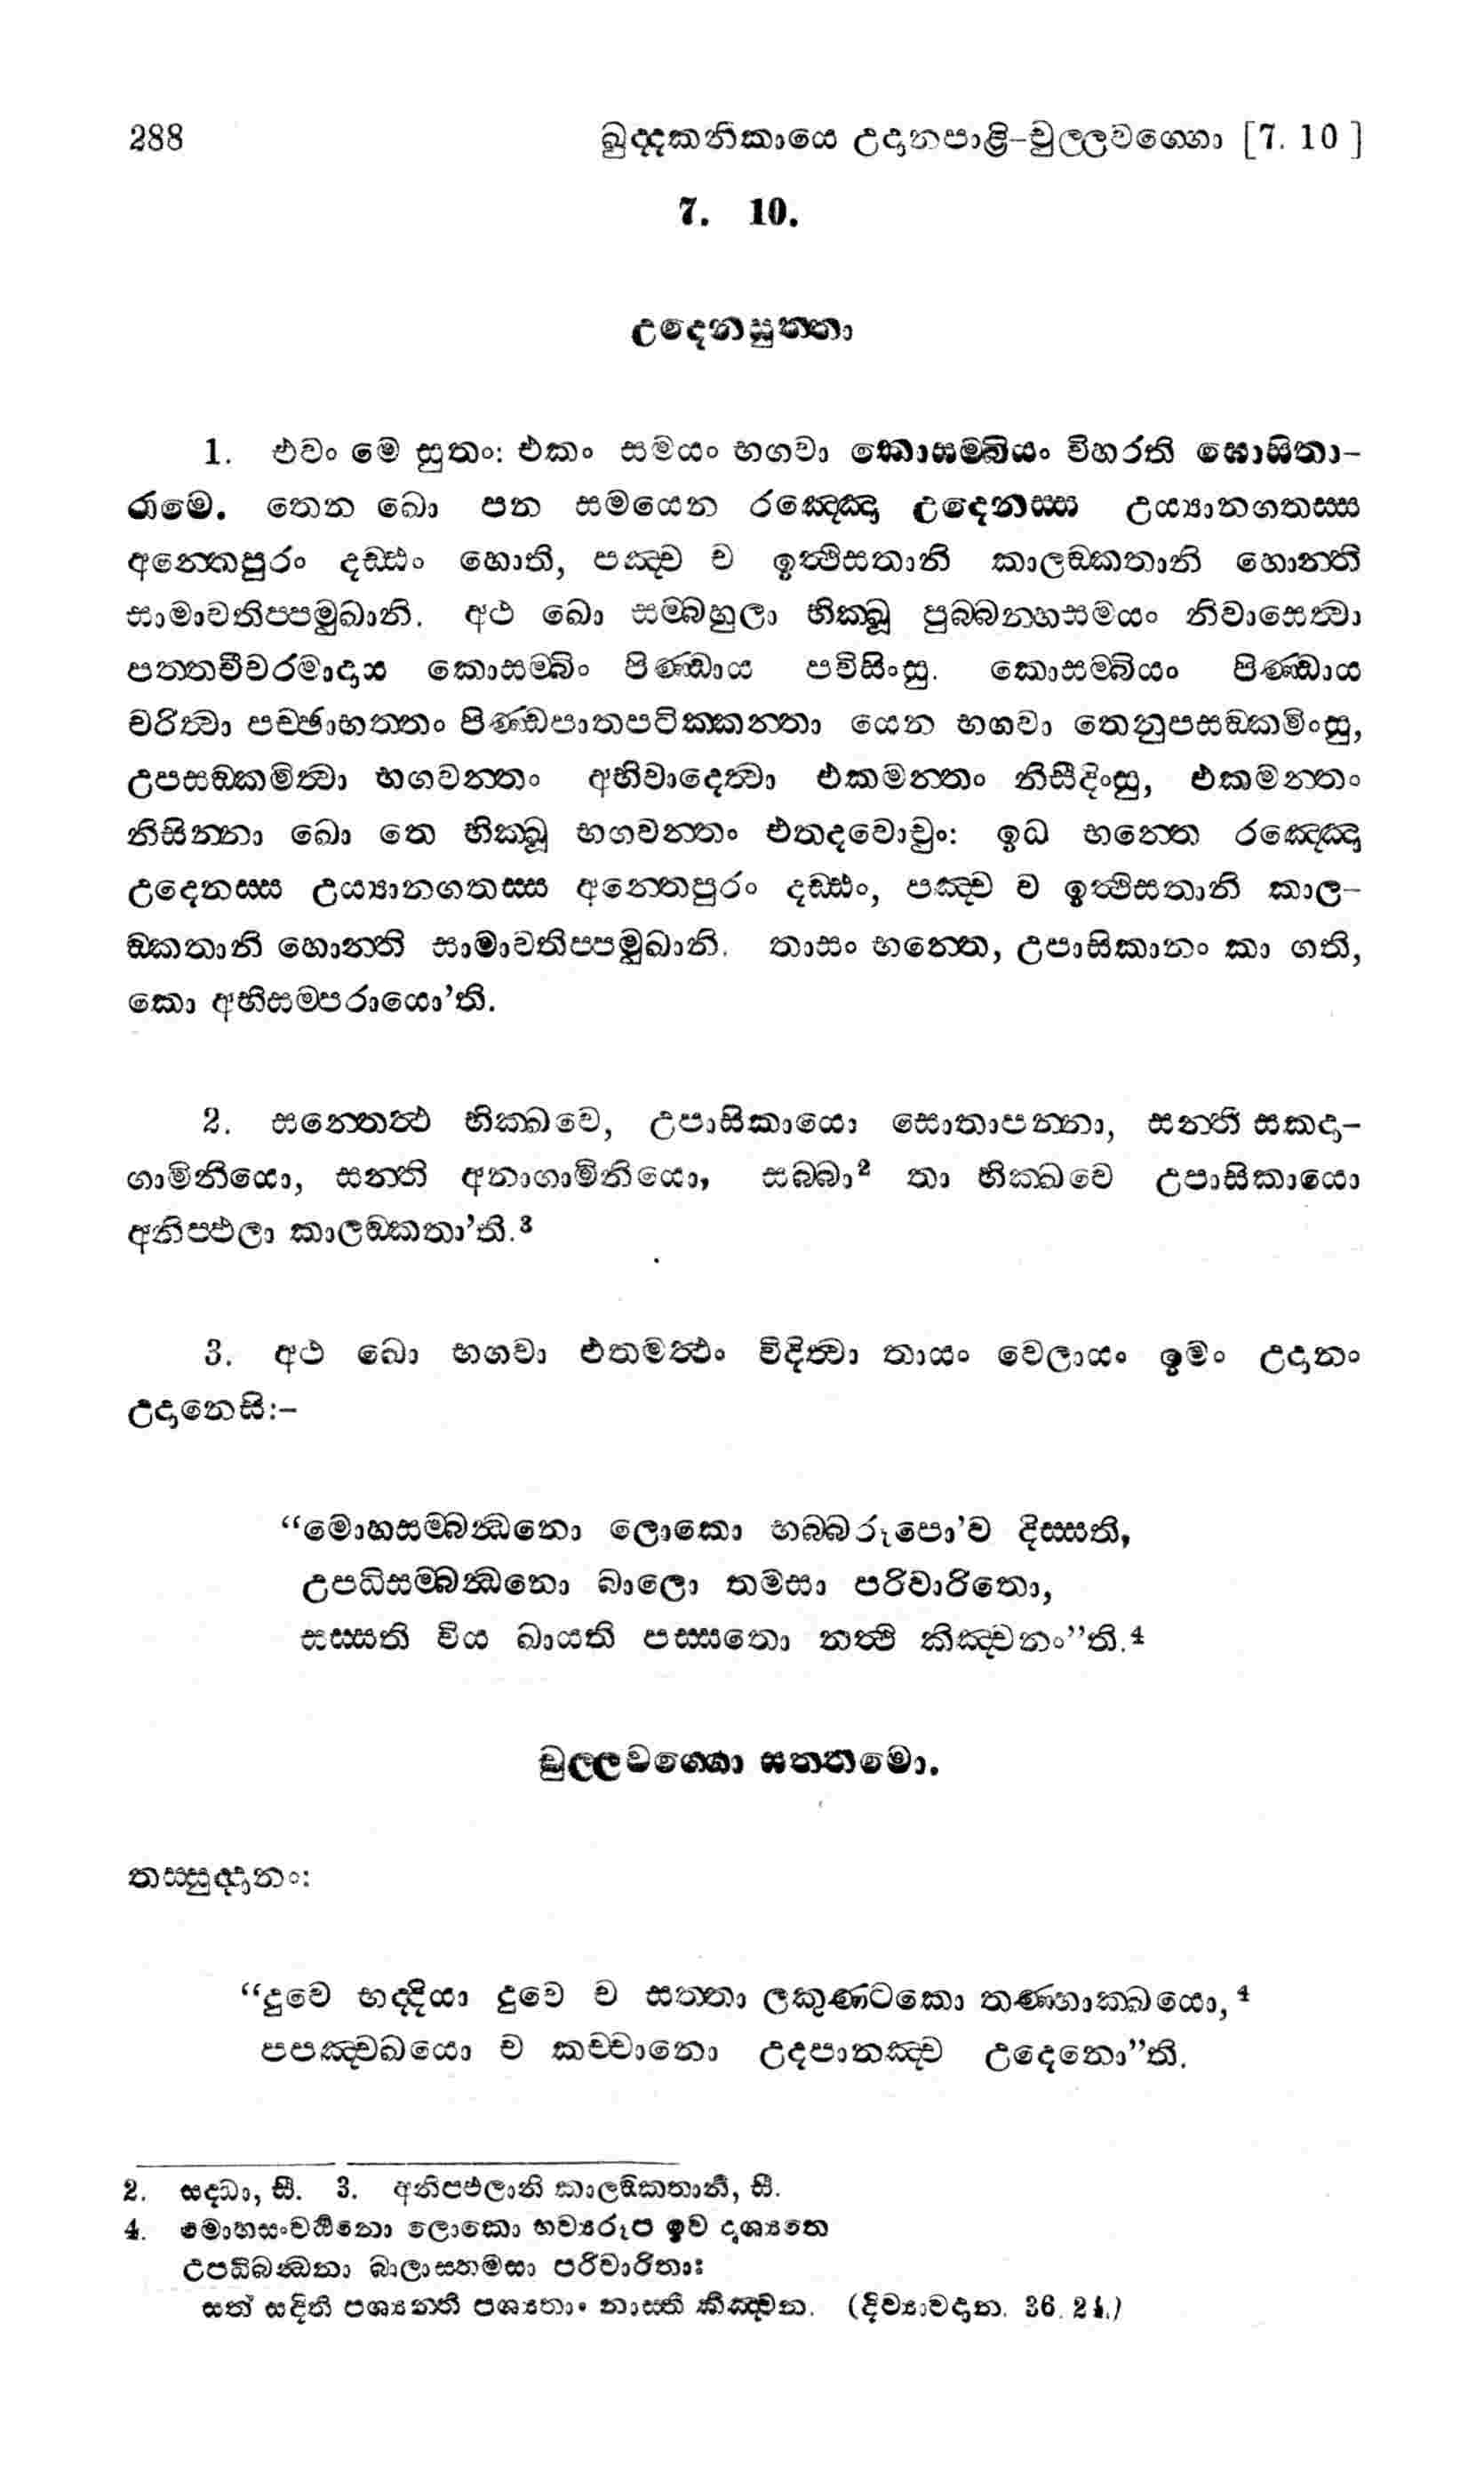 288 ඛුද්දකනිකායෙ උදානපාළි-චුල්ලවග්ගො [7. 10 ]
7. 10.
උදෙනසුත්තං
1. එවං මෙ සුතං: එකං සමයං භගවා කොසම්බියං විහරති ඝොසිතා-
රාමෙ. තෙන ඛො පන සමයෙන රඤ්ඤො උදෙනස්ස උය්‍යානගතස්ස
අන්තෙපුරං දඩ්ඪං හොති, පඤ්ච ච ඉත්ථිසතානි කාලඞ්කතානි හොන්ති
සාමාවතිප්පමුඛානි. අථ ඛො සම්බහුලා භික්ඛූ පුබ්බන්හසමයං නිවාසෙත්වා
පත්තචීවරමාදාය කොසම්බිං පිණ්ඩාය පවිසිංසු. කොසම්බියං පිණ්ඩාය
චරිත්වා පච්ඡාභත්තං පිණ්ඩපාතපටික්කන්තා යෙන භගවා තෙනුපසඞ්කමිංසු,
උපසඞ්කමිත්වා භගවන්තං අභිවාදෙත්වා එකමන්තං නිසීදිංසු, එකමන්තං
නිසින්නා ඛො තෙ භික්ඛූ භගවන්තං එතදවොචුං: ඉධ භන්තෙ රඤ්ඤො
උදෙනස්ස උය්‍යානගතස්ස අන්තෙපුරං දඩ්ඪං, පඤ්ච ච ඉත්ථිසතානි කාල-
ඞ්කතානි හොන්ති සාමාවතිප්පමුඛානි. තාසං භන්තෙ, උපාසිකානං කා ගති,
කො අභිසම්පරායො'ති.
2. සන්තෙත්ථ භික්ඛවෙ, උපාසිකායො සොතාපන්නා, සන්ති සකදා-
ගාමිනියො, සන්ති අනාගාමිනියො, සබ්බා² තා භික්ඛවෙ උපාසිකායො
අනිප්ඵලා කාලඞ්කතා'ති.³
3. අථ ඛො භගවා එතමත්ථං විදිත්වා තායං වෙලායං ඉමං උදානං
උදානෙසි:-
“මොහසම්බන්ධනො ලොකො භබ්බරූපො'ව දිස්සති,
උපධිසම්බන්ධනො බාලො තමසා පරිවාරිතො,
සස්සති විය ඛායති පස්සතො නත්ථි කිඤ්චනං”ති.⁴
චුල්ලවග්ගො සත්තමො.
තස්සුද්දානං:
“දුවෙ භද්දියා දුවෙ ච සත්තා ලකුණ්ටකො තණ්හාක්ඛයො,⁴
පපඤ්චඛයො ච කච්චානො උදපානඤ්ච උදෙනො”ති.
2. සද්ධා, සී. 3. අනිප්ඵලානි කාලඞ්කතානී, සී.
4. මොහසංවර්ධනො ලොකො භව්‍යරූප ඉව දෘශ්‍යතෙ
උපධිබන්ධනා බාලාස්තමසා පරිවාරිතාඃ
සත් සදිති පශ්‍යන්ති පශ්‍යතාං නාස්ති කිඤ්චන. (දිව්‍යාවදාන. 36. 24.)